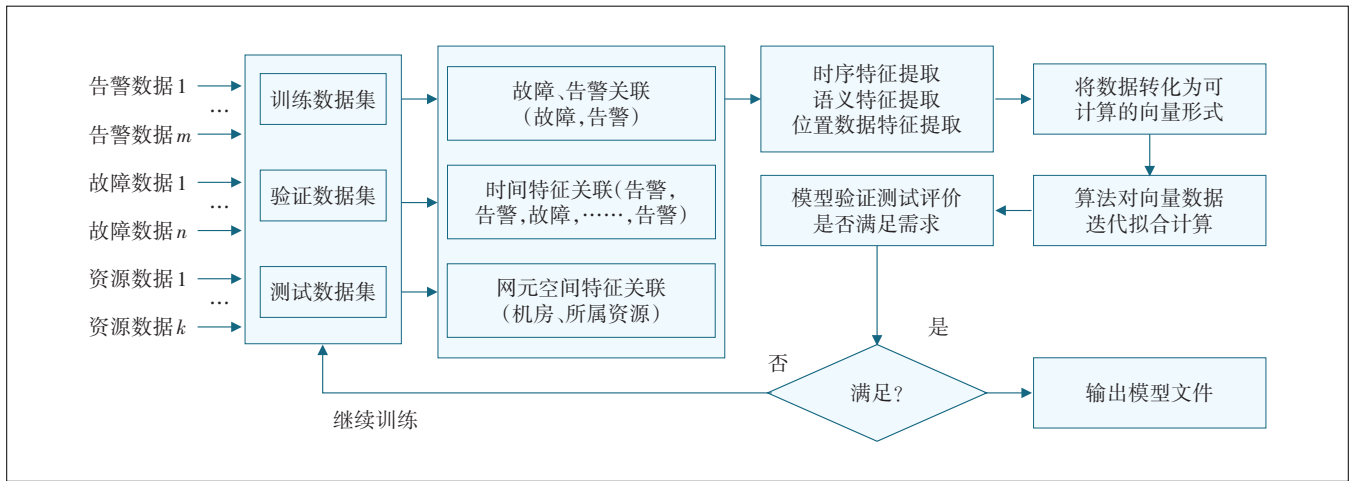 告警数据1
…
告警数据m
故障数据1
…
故障数据n
资源数据1
…
资源数据k
训练数据集
验证数据集
测试数据集
故障、告警关联
（故障,告警）
时间特征关联(告警,
告警,故障,……,告警)
网元空间特征关联
（机房、所属资源）
时序特征提取
语义特征提取
位置数据特征提取
将数据转化为可
计算的向量形式
模型验证测试评价
是否满足需求
算法对向量数据
迭代拟合计算
是
否
满足?
输出模型文件
继续训练